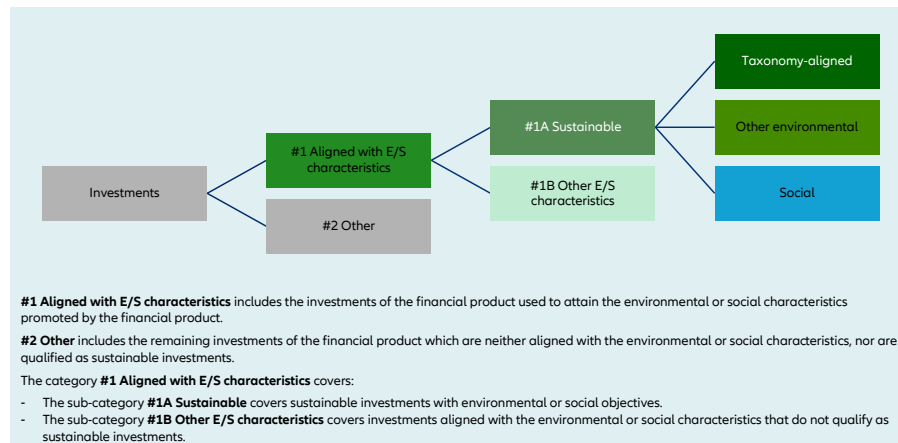 Taxonomy-aligned
#1A Sustainable
Other environmental
#1 Aligned with E/S
characteristics
Investments
#1B Other E/S
characteristics
Social
#2 Other
#1 Aligned with E/S characteristics includes the investments of the financial product used to attain the environmental or social characteristics
promoted by the financial product.
#2 Other includes the remaining investments of the financial product which are neither aligned with the environmental or social characteristics, nor are
qualified as sustainable investments.
The category #1 Aligned with E/S characteristics covers:
- The sub-category #1A Sustainable covers sustainable investments with environmental or social objectives.
- The sub-category #1B Other E/S characteristics covers investments aligned with the environmental or social characteristics that do not qualify as
sustainable investments.